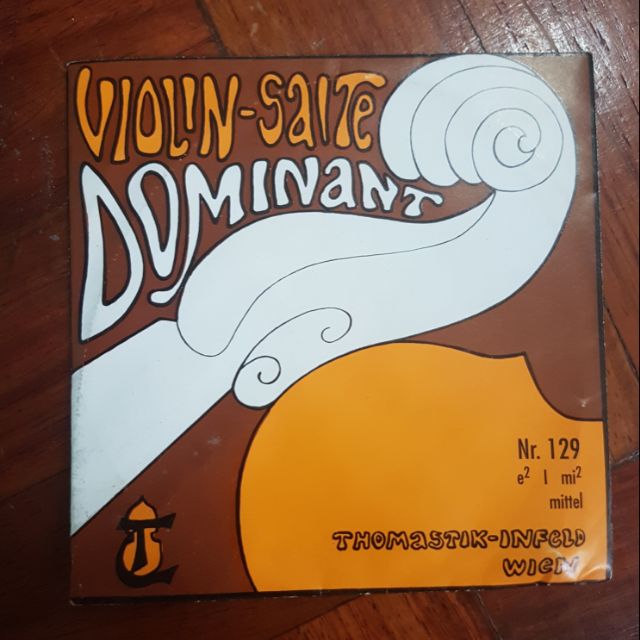 VIOLIN-SAITE
DOMINANT
Nr. 129
e² I mi²
mittel
THOMASTIK-INFELD
WIEN